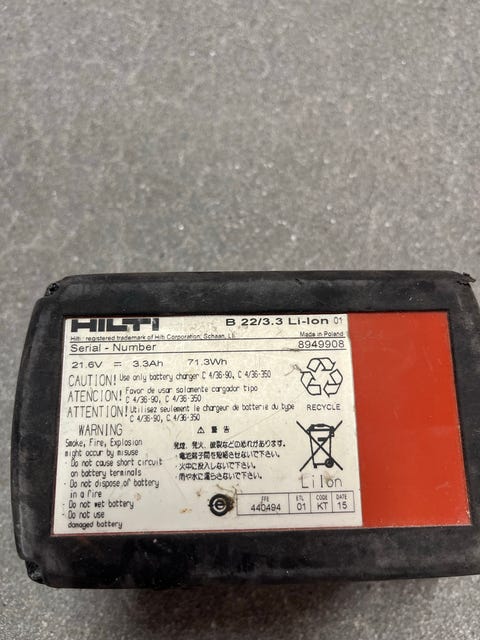 HILTI
B 22/3.3 Li-Ion 01
Hilti registered trademark of Hilti Corporation, Schaan, LI
Made in Poland
Serial - Number 8949908
21.6V = 3.3Ah 71.3Wh
CAUTION! Use only battery charger C 4/36-90, C 4/36-350
ATENCION! Favor de usar solamente cargador tipo
C 4/36-90, C 4/36-350
ATTENTION! Utilisez seulement le chargeur de batterie du type
C 4/36-90, C 4/36-350
RECYCLE
WARNING
Smoke, Fire, Explosion
might occur by misuse
· Do not cause short circuit
on battery terminals
· Do not dispose of battery
in a fire
· Do not wet battery
· Do not use
damaged battery
⚠ 警告
発煙、発火、破裂などのおそれがあります。
・電池端子間を短絡させないで下さい。
・火中に投入しないで下さい。
・雨や水に濡らさないで下さい。
Li Ion
440494
ETL
01
CODE
KT
DATE
15